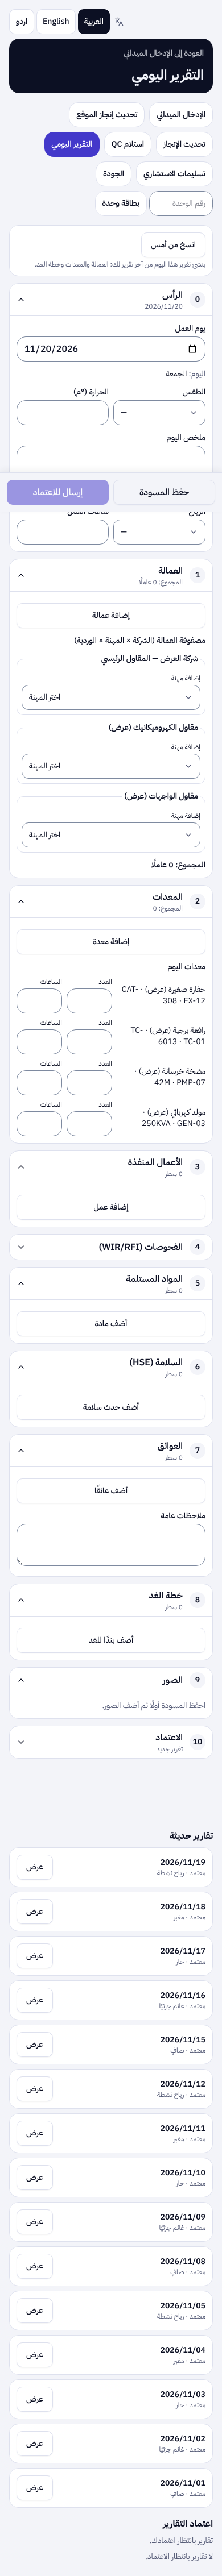 العربية
English
اردو
العودة إلى الإدخال الميداني
التقرير اليومي
الإدخال الميداني
تحديث إنجاز الموقع
تحديث الإنجاز
استلام QC
التقرير اليومي
تسليمات الاستشاري
الجودة
رقم الوحدة
بطاقة وحدة
انسخ من أمس
ينشئ تقرير هذا اليوم من آخر تقرير لك: العمالة والمعدات وخطة الغد.
0
الرأس
2026/11/20
يوم العمل
11/20/2026
اليوم: الجمعة
الطقس
الحرارة (°م)
—
ملخص اليوم
حفظ المسودة
إرسال للاعتماد
—
1
العمالة
المجموع: 0 عاملًا
إضافة عمالة
مصفوفة العمالة (الشركة × المهنة × الوردية)
شركة العرض — المقاول الرئيسي
إضافة مهنة
اختر المهنة
مقاول الكهروميكانيك (عرض)
إضافة مهنة
اختر المهنة
مقاول الواجهات (عرض)
إضافة مهنة
اختر المهنة
المجموع: 0 عاملًا
2
المعدات
المجموع: 0
إضافة معدة
معدات اليوم
حفارة صغيرة (عرض) · CAT-308 · EX-12
العدد
الساعات
رافعة برجية (عرض) · TC-6013 · TC-01
العدد
الساعات
مضخة خرسانة (عرض) · 42M · PMP-07
العدد
الساعات
مولد كهربائي (عرض) · 250KVA · GEN-03
العدد
الساعات
3
الأعمال المنفذة
0 سطر
إضافة عمل
4
الفحوصات (WIR/RFI)
5
المواد المستلمة
0 سطر
أضف مادة
6
السلامة (HSE)
0 سطر
أضف حدث سلامة
7
العوائق
0 سطر
أضف عائقًا
ملاحظات عامة
8
خطة الغد
0 سطر
أضف بندًا للغد
9
الصور
احفظ المسودة أولًا ثم أضف الصور.
10
الاعتماد
تقرير جديد
تقارير حديثة
2026/11/19
معتمد · رياح نشطة
عرض
2026/11/18
معتمد · مغبر
عرض
2026/11/17
معتمد · حار
عرض
2026/11/16
معتمد · غائم جزئيًا
عرض
2026/11/15
معتمد · صافٍ
عرض
2026/11/12
معتمد · رياح نشطة
عرض
2026/11/11
معتمد · مغبر
عرض
2026/11/10
معتمد · حار
عرض
2026/11/09
معتمد · غائم جزئيًا
عرض
2026/11/08
معتمد · صافٍ
عرض
2026/11/05
معتمد · رياح نشطة
عرض
2026/11/04
معتمد · مغبر
عرض
2026/11/03
معتمد · حار
عرض
2026/11/02
معتمد · غائم جزئيًا
عرض
2026/11/01
معتمد · صافٍ
عرض
اعتماد التقارير
تقارير بانتظار اعتمادك.
لا تقارير بانتظار الاعتماد.